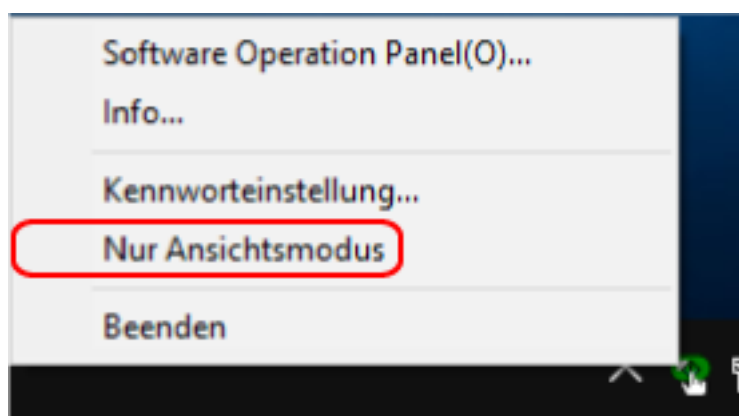 Software Operation Panel(O)...
Info...
Kennworteinstellung...
Nur Ansichtsmodus
Beenden